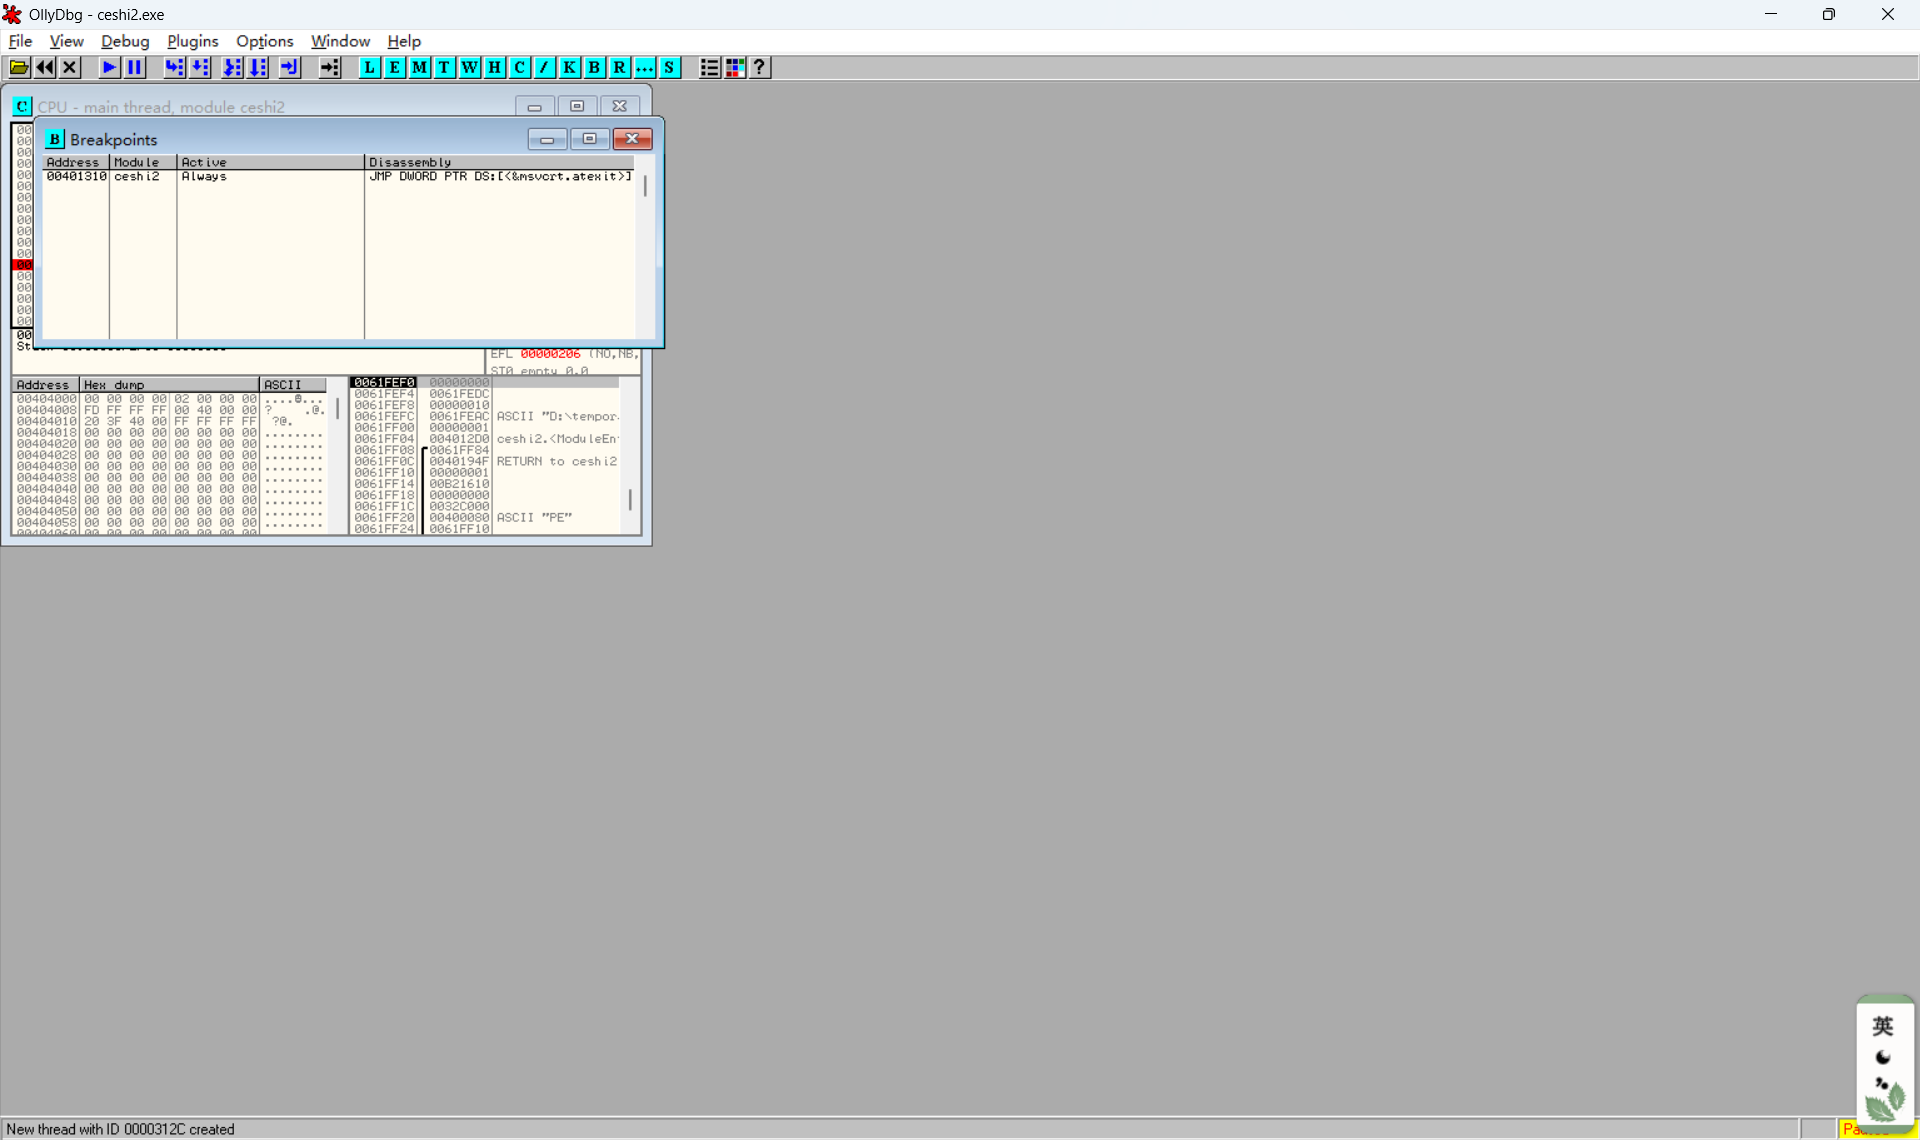 OllyDbg - ceshi2.exe
File View Debug Plugins Options Window Help
L E M T W H C / K B R ... S ?
C CPU - main thread, module ceshi2
B Breakpoints
Address Module Active Disassembly
00401310 ceshi2 Always JMP DWORD PTR DS:[<&msvcrt.atexit>]
EFL 00000206 (NO,NB,
ST0 empty 0.0
Address Hex dump ASCII
00404000 00 00 00 00 02 00 00 00 ....@...
00404008 FD FF FF FF 00 40 00 00 ? .@.
00404010 20 3F 40 00 FF FF FF FF ?@.
00404018 00 00 00 00 00 00 00 00 ........
00404020 00 00 00 00 00 00 00 00 ........
00404028 00 00 00 00 00 00 00 00 ........
00404030 00 00 00 00 00 00 00 00 ........
00404038 00 00 00 00 00 00 00 00 ........
00404040 00 00 00 00 00 00 00 00 ........
00404048 00 00 00 00 00 00 00 00 ........
00404050 00 00 00 00 00 00 00 00 ........
00404058 00 00 00 00 00 00 00 00 ........
0061FEF0 00000000
0061FEF4 0061FEDC
0061FEF8 00000010
0061FEFC 0061FEAC ASCII "D:\tempor
0061FF00 00000001
0061FF04 004012D0 ceshi2.<ModuleEn
0061FF08 0061FF84
0061FF0C 0040194F RETURN to ceshi2
0061FF10 00000001
0061FF14 00B21610
0061FF18 00000000
0061FF1C 0032C000
0061FF20 00400080 ASCII "PE"
0061FF24 0061FF10
英
New thread with ID 0000312C created